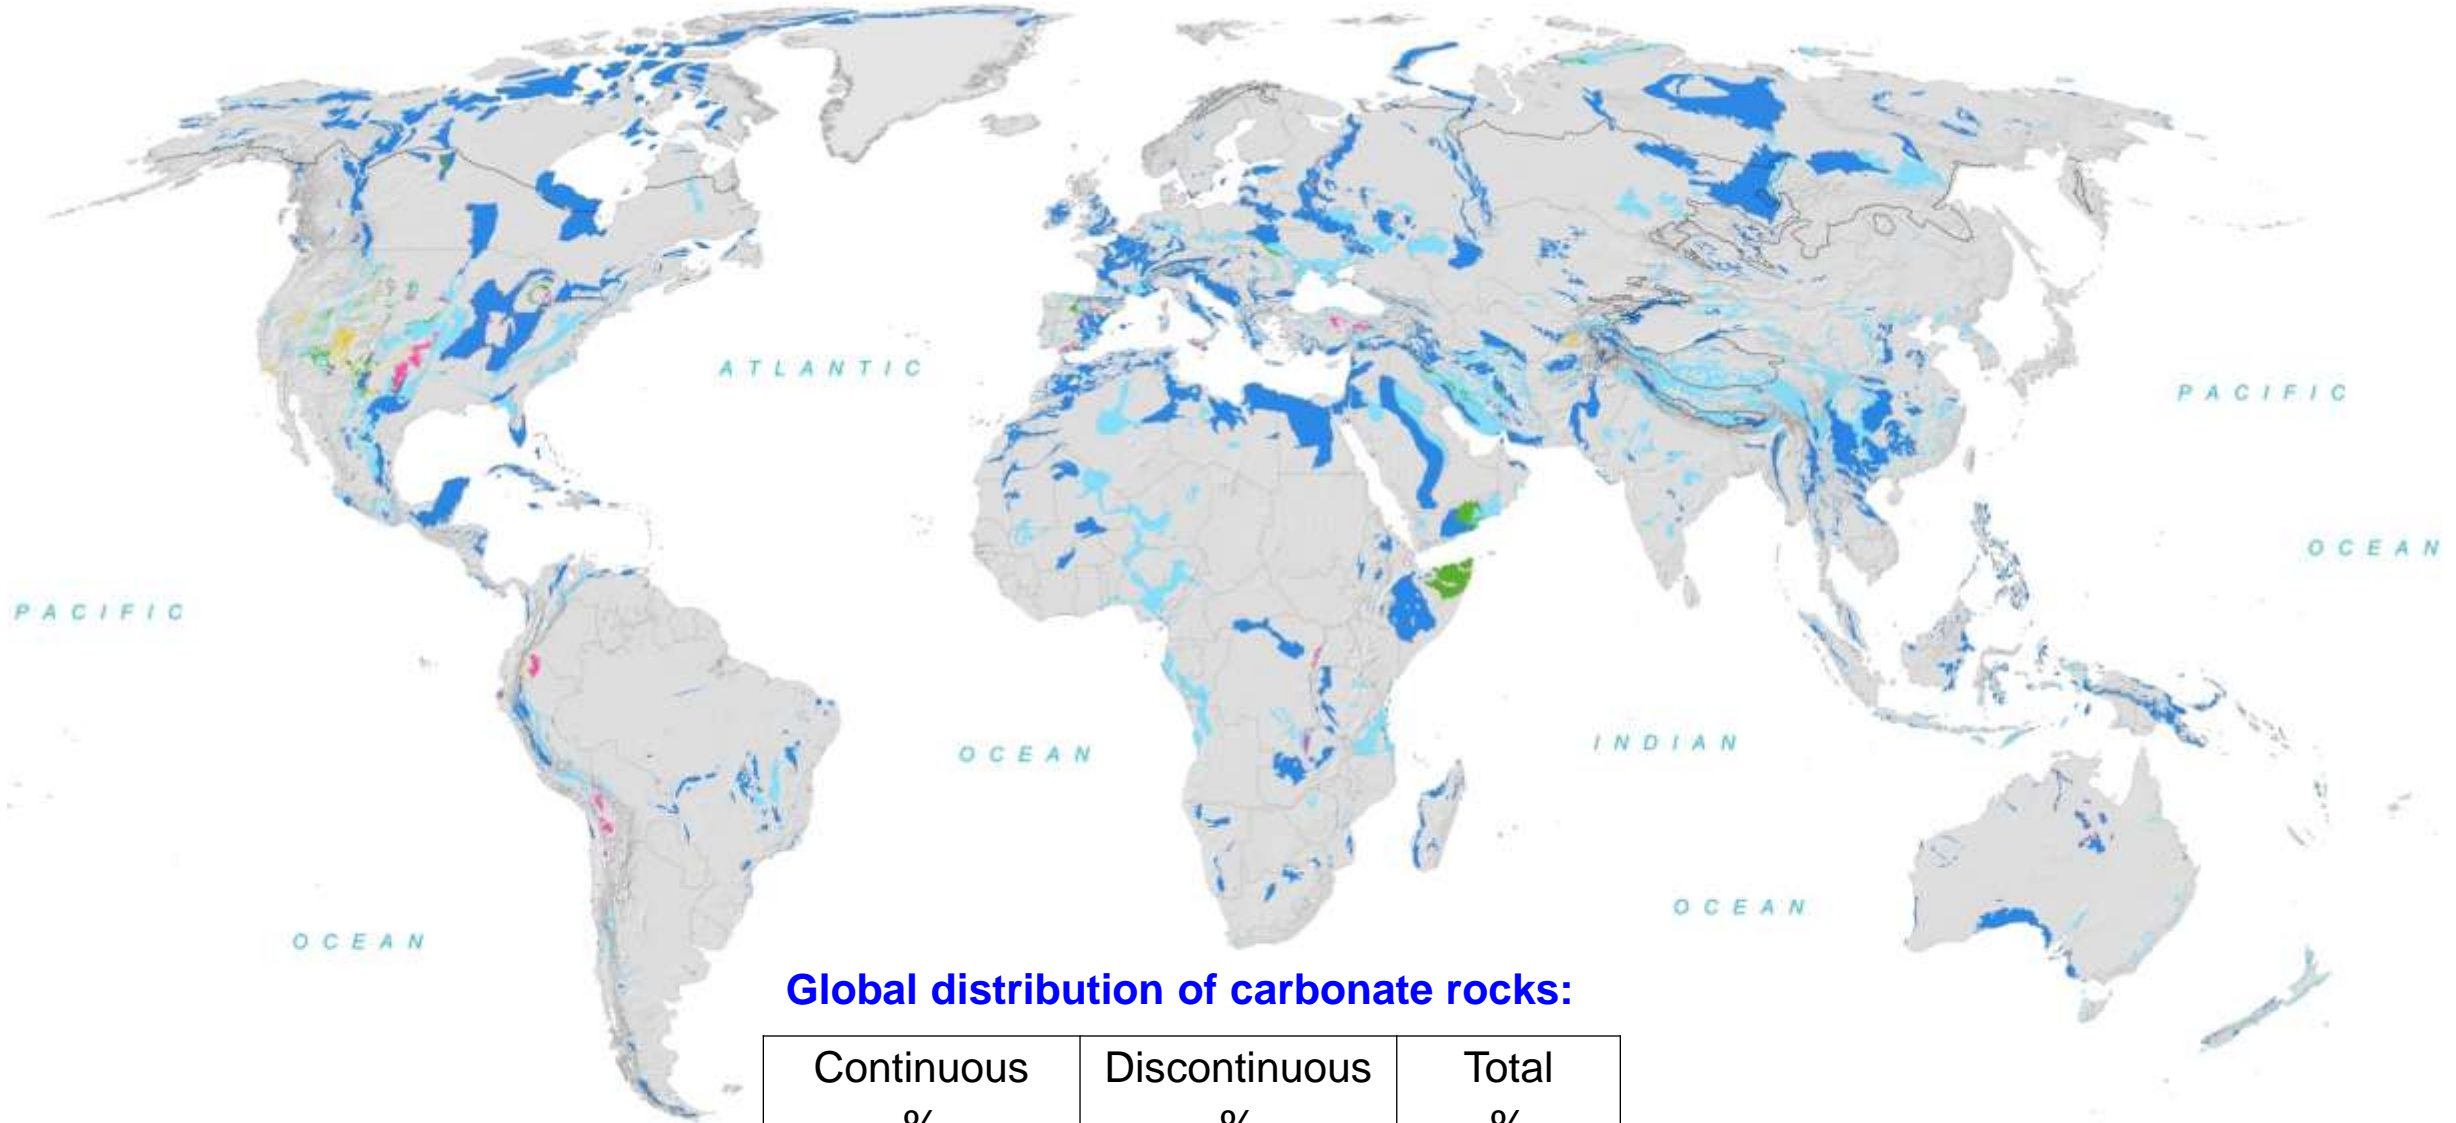 ATLANTIC
PACIFIC
OCEAN
PACIFIC
OCEAN
INDIAN
OCEAN
OCEAN
Global distribution of carbonate rocks:
Continuous Discontinuous Total
% % %